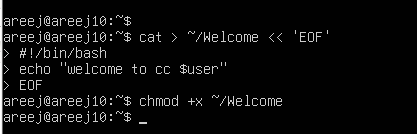 areej@areej10:~$
areej@areej10:~$ cat > ~/Welcome << 'EOF'
> #!/bin/bash
> echo "welcome to cc $user"
> EOF
areej@areej10:~$ chmod +x ~/Welcome
areej@areej10:~$ _